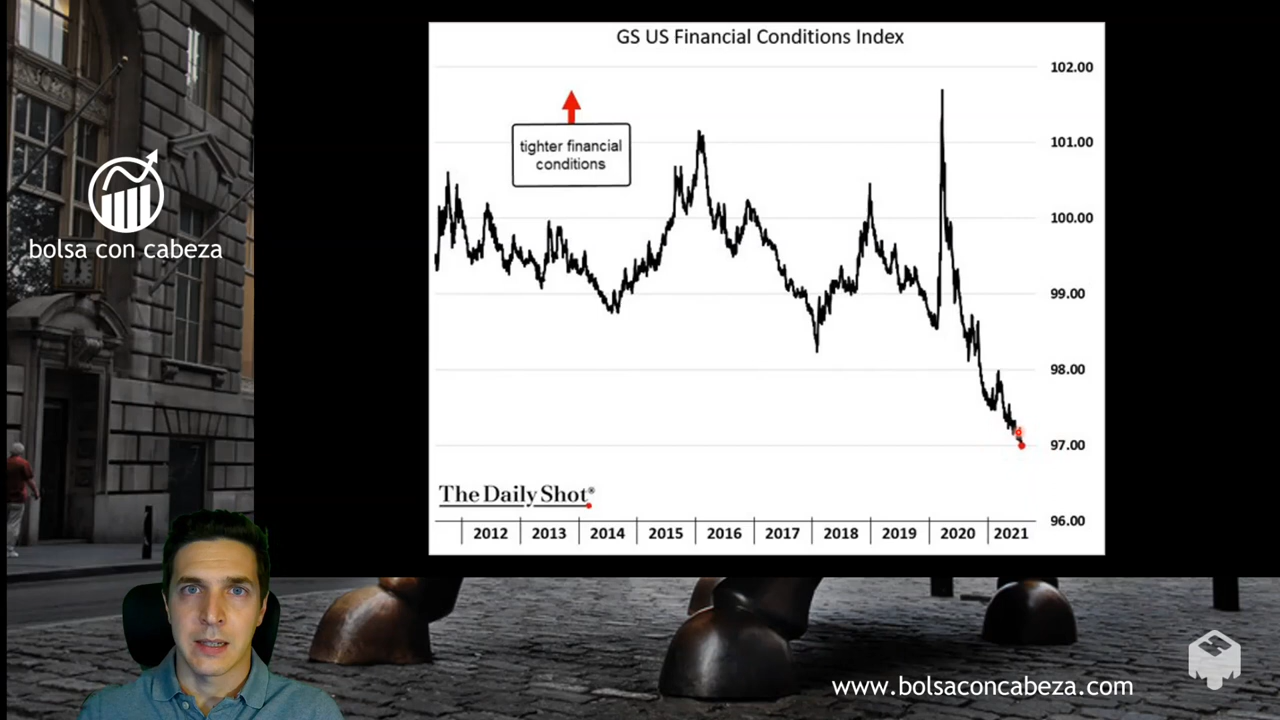 GS US Financial Conditions Index
102.00
tighter financial
conditions
101.00
100.00
99.00
98.00
97.00
96.00
The Daily Shot®
2012 2013 2014 2015 2016 2017 2018 2019 2020 2021
bolsa con cabeza
www.bolsaconcabeza.com